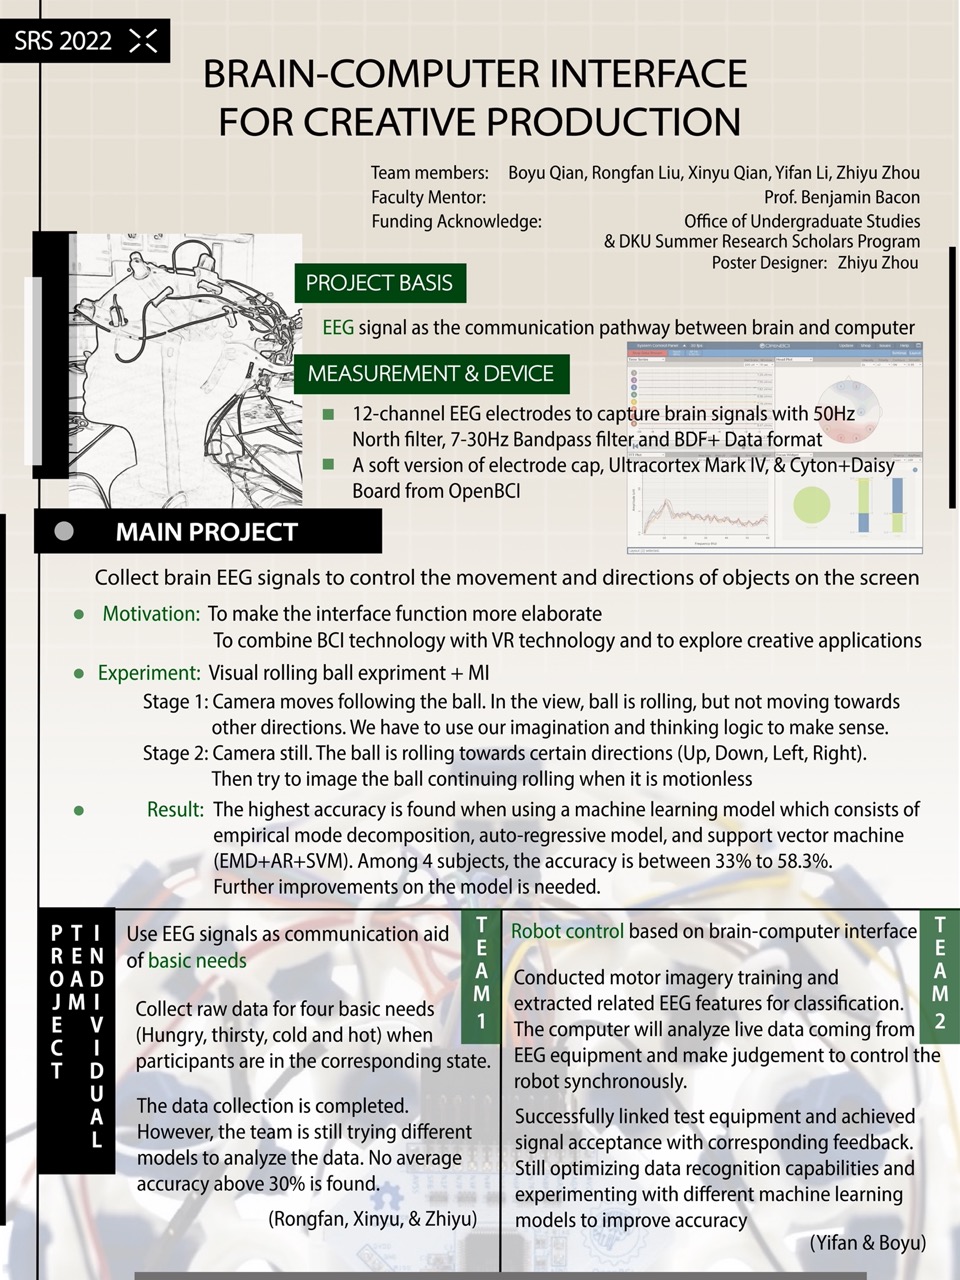 SRS 2022
BRAIN-COMPUTER INTERFACE
FOR CREATIVE PRODUCTION
Team members: Boyu Qian, Rongfan Liu, Xinyu Qian, Yifan Li, Zhiyu Zhou
Faculty Mentor: Prof. Benjamin Bacon
Funding Acknowledge: Office of Undergraduate Studies
& DKU Summer Research Scholars Program
Poster Designer: Zhiyu Zhou
PROJECT BASIS
EEG signal as the communication pathway between brain and computer
MEASUREMENT & DEVICE
12-channel EEG electrodes to capture brain signals with 50Hz
North filter, 7-30Hz Bandpass filter and BDF+ Data format
A soft version of electrode cap, Ultracortex Mark IV, & Cyton+Daisy
Board from OpenBCI
MAIN PROJECT
Collect brain EEG signals to control the movement and directions of objects on the screen
Motivation: To make the interface function more elaborate
To combine BCI technology with VR technology and to explore creative applications
Experiment: Visual rolling ball expriment + MI
Stage 1: Camera moves following the ball. In the view, ball is rolling, but not moving towards
other directions. We have to use our imagination and thinking logic to make sense.
Stage 2: Camera still. The ball is rolling towards certain directions (Up, Down, Left, Right).
Then try to image the ball continuing rolling when it is motionless
Result: The highest accuracy is found when using a machine learning model which consists of
empirical mode decomposition, auto-regressive model, and support vector machine
(EMD+AR+SVM). Among 4 subjects, the accuracy is between 33% to 58.3%.
Further improvements on the model is needed.
INDIVIDUAL
TEAM
PROJECT
TEAM 1
Use EEG signals as communication aid
of basic needs
Collect raw data for four basic needs
(Hungry, thirsty, cold and hot) when
participants are in the corresponding state.
The data collection is completed.
However, the team is still trying different
models to analyze the data. No average
accuracy above 30% is found.
(Rongfan, Xinyu, & Zhiyu)
TEAM 2
Robot control based on brain-computer interface
Conducted motor imagery training and
extracted related EEG features for classification.
The computer will analyze live data coming from
EEG equipment and make judgement to control the
robot synchronously.
Successfully linked test equipment and achieved
signal acceptance with corresponding feedback.
Still optimizing data recognition capabilities and
experimenting with different machine learning
models to improve accuracy
(Yifan & Boyu)